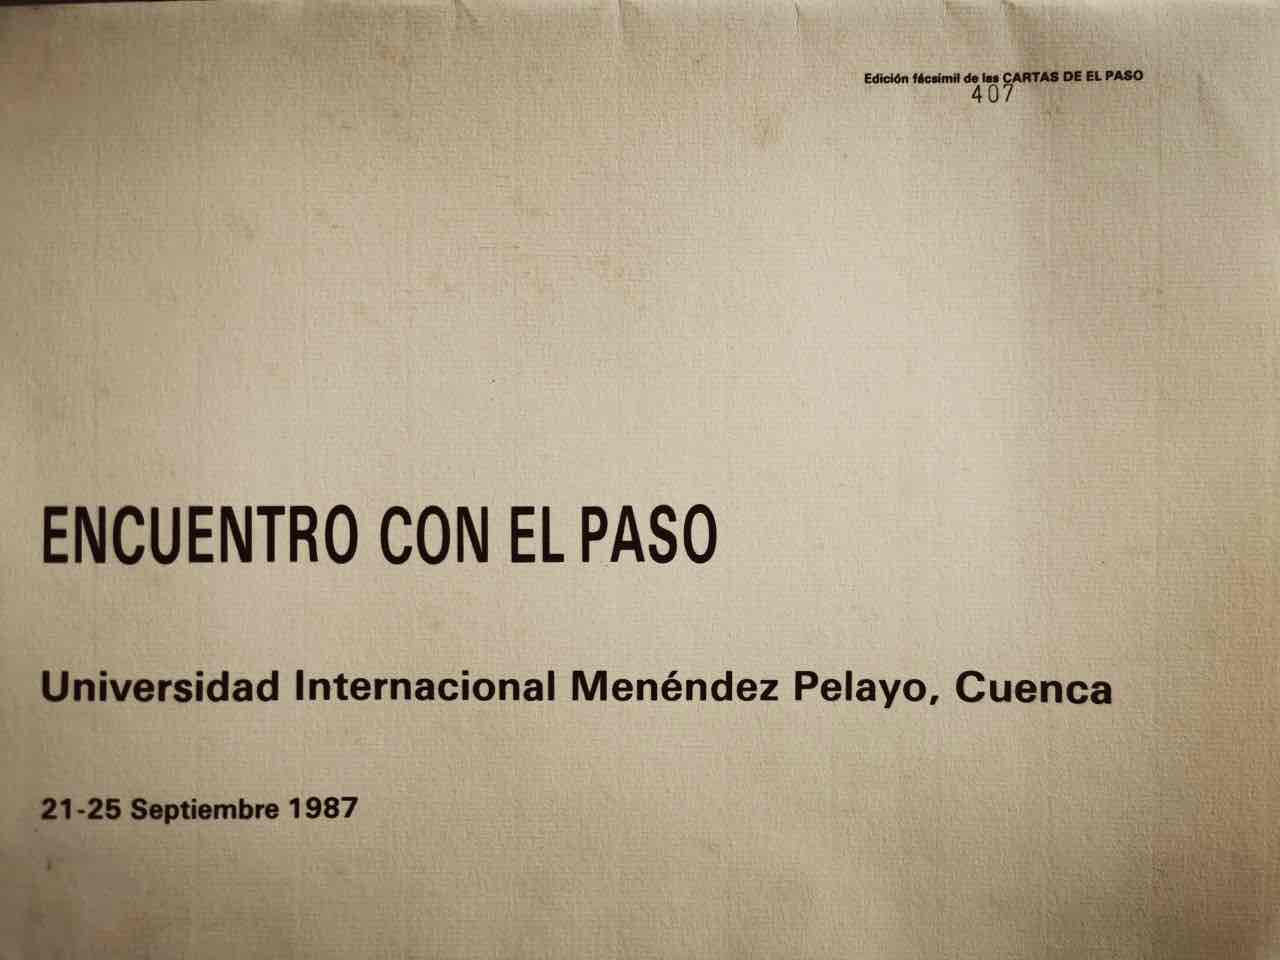 Edición fácsimil de las CARTAS DE EL PASO
407
ENCUENTRO CON EL PASO
Universidad Internacional Menéndez Pelayo, Cuenca
21-25 Septiembre 1987